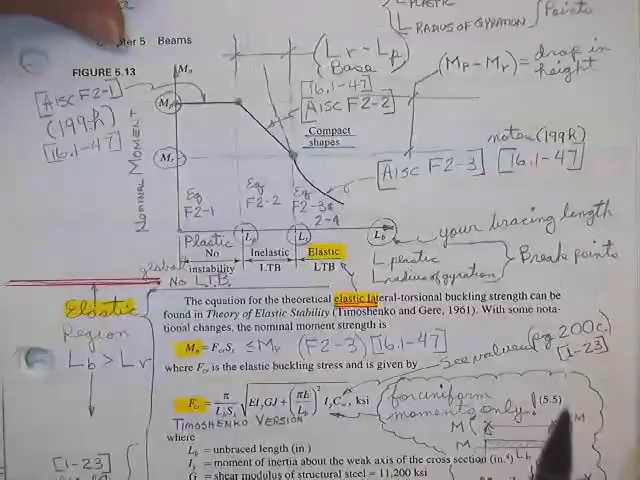 PLASTIC
L RADIUS OF GYRATION
Points
5 Beams
(Lr - Lp)
Base
FIGURE 5.13
Mn
(Mp - Mr) = drop in
height
[AISC F2-1]
(199R)
[16.1-47]
Mp
[16.1-47]
[AISC F2-2]
Compact
shapes
notes (199R)
[AISC F2-3] [16.1-47]
Mr
NOMINAL MOMENT
Eq
F2-1
Eq
F2-2
Eq
F2-3 &
2-4
your bracing length
Plastic
Lp
Lr
Lb
No
instability
Inelastic
LTB
Elastic
LTB
L plastic
L radius of gyration
Break points
global
No L.T.B.
Elastic
Region
Lb > Lr
The equation for the theoretical elastic lateral-torsional buckling strength can be
found in Theory of Elastic Stability (Timoshenko and Gere, 1961). With some nota-
tional changes, the nominal moment strength is
Mn = FcrSx ≤ Mp (F2-3) [16.1-47]
See values (pg 200c.)
[1-23]
where Fcr is the elastic buckling stress and is given by
Fcr = π/(LbSx) √(EIyGJ + (πE/Lb)² IyCw), ksi
(5.5)
TIMOSHENKO VERSION
for uniform
moments only!
M
M
M
Lb
where
Lb = unbraced length (in.)
Iy = moment of inertia about the weak axis of the cross section (in.⁴)
G = shear modulus of structural steel = 11,200 ksi
[1-23]